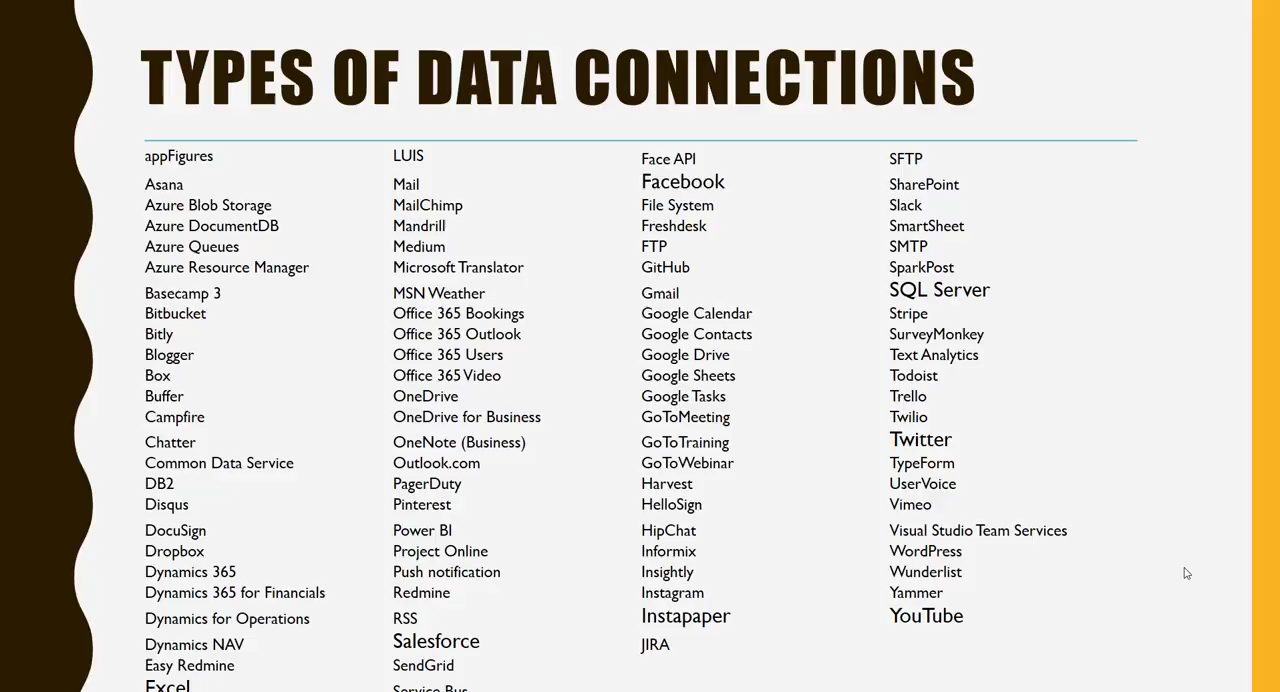 TYPES OF DATA CONNECTIONS
appFigures
Asana
Azure Blob Storage
Azure DocumentDB
Azure Queues
Azure Resource Manager
Basecamp 3
Bitbucket
Bitly
Blogger
Box
Buffer
Campfire
Chatter
Common Data Service
DB2
Disqus
DocuSign
Dropbox
Dynamics 365
Dynamics 365 for Financials
Dynamics for Operations
Dynamics NAV
Easy Redmine
Excel
LUIS
Mail
MailChimp
Mandrill
Medium
Microsoft Translator
MSN Weather
Office 365 Bookings
Office 365 Outlook
Office 365 Users
Office 365 Video
OneDrive
OneDrive for Business
OneNote (Business)
Outlook.com
PagerDuty
Pinterest
Power BI
Project Online
Push notification
Redmine
RSS
Salesforce
SendGrid
Service Bus
Face API
Facebook
File System
Freshdesk
FTP
GitHub
Gmail
Google Calendar
Google Contacts
Google Drive
Google Sheets
Google Tasks
GoToMeeting
GoToTraining
GoToWebinar
Harvest
HelloSign
HipChat
Informix
Insightly
Instagram
Instapaper
JIRA
SFTP
SharePoint
Slack
SmartSheet
SMTP
SparkPost
SQL Server
Stripe
SurveyMonkey
Text Analytics
Todoist
Trello
Twilio
Twitter
TypeForm
UserVoice
Vimeo
Visual Studio Team Services
WordPress
Wunderlist
Yammer
YouTube